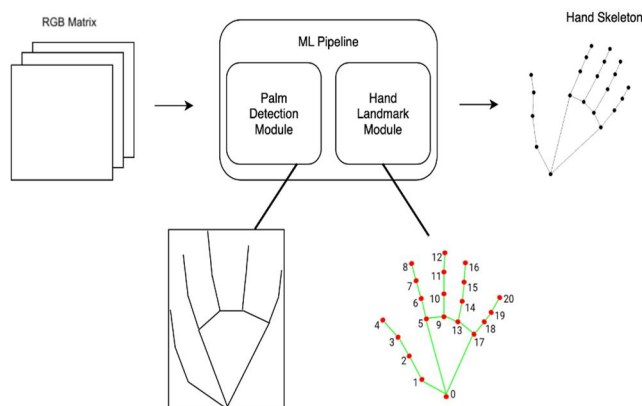 RGB Matrix
ML Pipeline
Hand Skeleton
Palm
Detection
Module
Hand
Landmark
Module
12
8
16
11
7
15
20
6
10
14
19
4
5
9
13
18
3
17
2
1
0